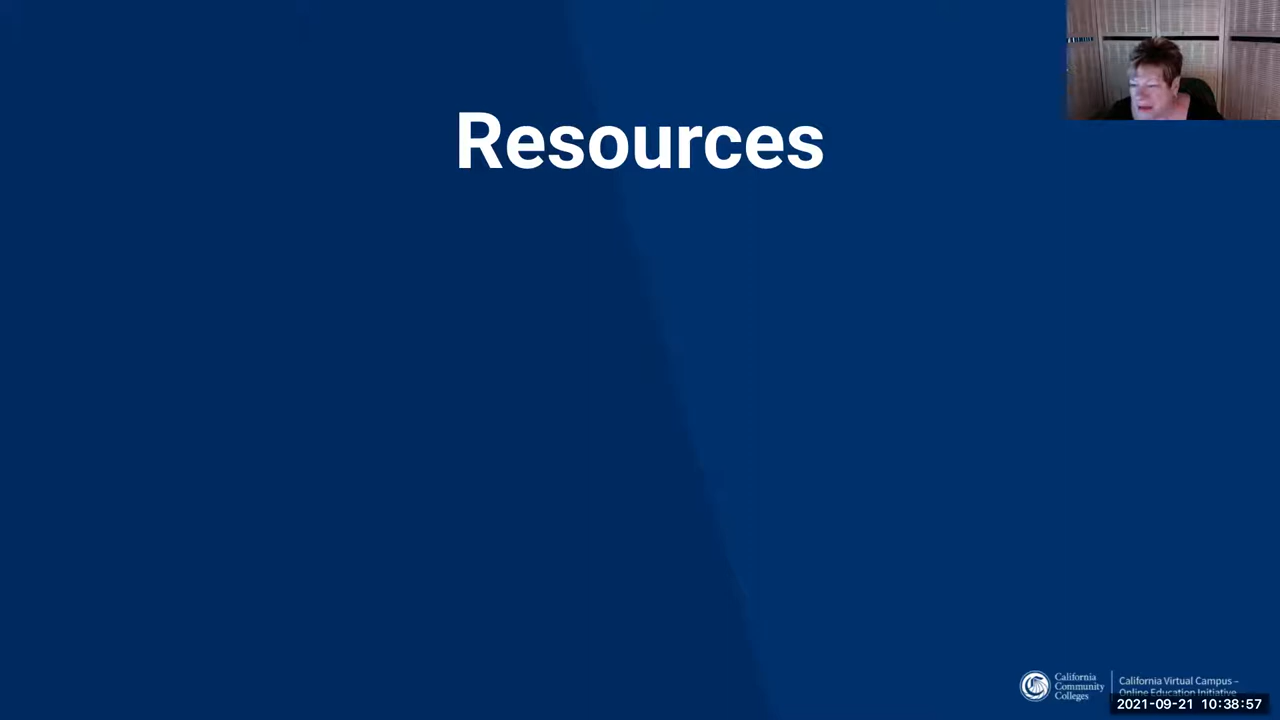 Resources
California
Community
Colleges
California Virtual Campus –
Online Education Initiative
2021-09-21 10:38:57